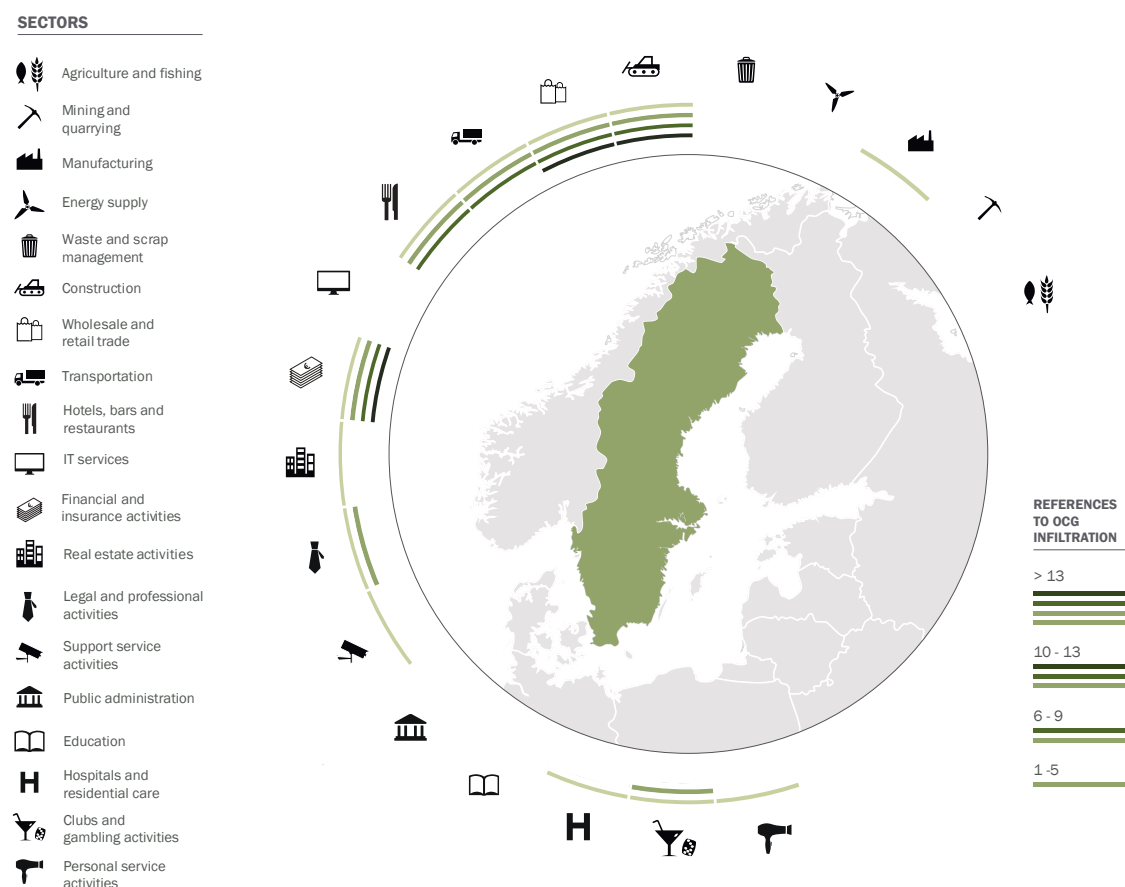 SECTORS
Agriculture and fishing
Mining and
quarrying
Manufacturing
Energy supply
Waste and scrap
management
Construction
Wholesale and
retail trade
Transportation
Hotels, bars and
restaurants
IT services
Financial and
insurance activities
Real estate activities
Legal and professional
activities
Support service
activities
Public administration
Education
H
Hospitals and
residential care
Clubs and
gambling activities
Personal service
activities
H
REFERENCES
TO OCG
INFILTRATION
> 13
10 - 13
6 - 9
1 -5